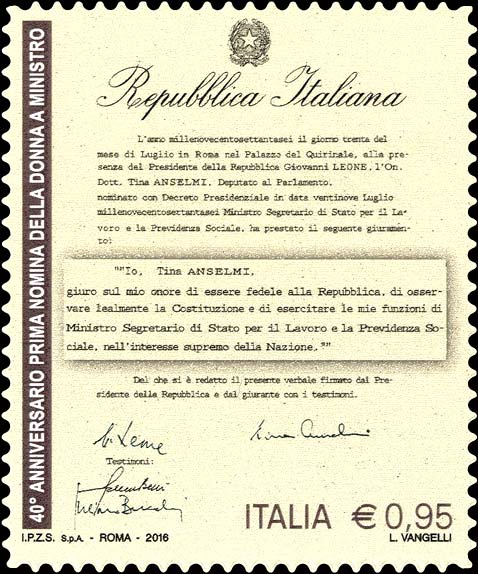 40° ANNIVERSARIO PRIMA NOMINA DELLA DONNA A MINISTRO
Repubblica Italiana
L'anno millenovecentosettantasei il giorno trenta del
mese di Luglio in Roma nel Palazzo del Quirinale, alla pre-
senza del Presidente della Repubblica Giovanni LEONE, l'On.
Dott. Tina ANSELMI, Deputato al Parlamento,
nominato con Decreto Presidenziale in data ventinove Luglio
millenovecentosettantasei Ministro Segretario di Stato per il La-
voro e la Previdenza Sociale, ha prestato il seguente giuramen-
to:
""Io, Tina ANSELMI,
giuro sul mio onore di essere fedele alla Repubblica, di osser-
vare lealmente la Costituzione e di esercitare le mie funzioni di
Ministro Segretario di Stato per il Lavoro e la Previdenza So-
ciale, nell'interesse supremo della Nazione.""
Del che si è redatto il presente verbale firmato dal Pre-
sidente della Repubblica e dal giurante con i testimoni.
Leone
Testimoni:
ITALIA € 0,95
I.P.Z.S. S.p.A. - ROMA - 2016
L. VANGELLI